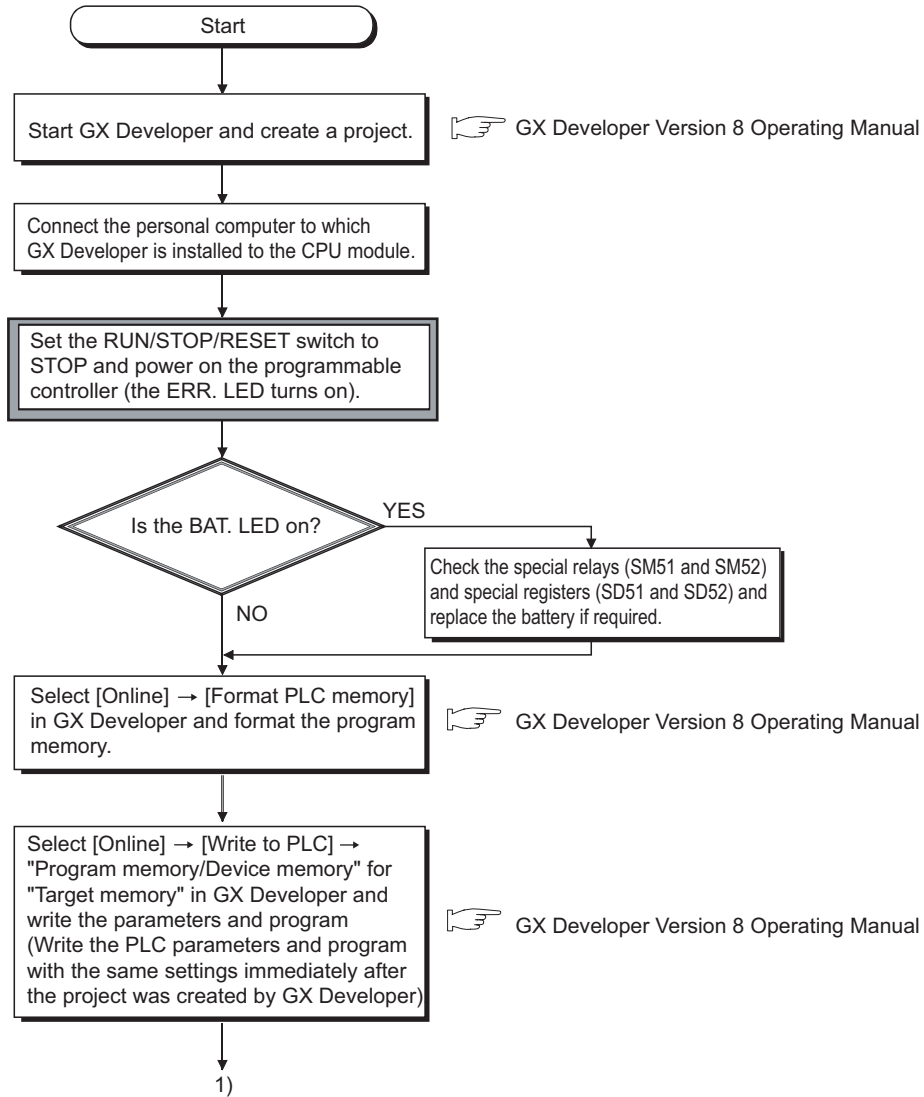 Start
Start GX Developer and create a project.
GX Developer Version 8 Operating Manual
Connect the personal computer to which
GX Developer is installed to the CPU module.
Set the RUN/STOP/RESET switch to
STOP and power on the programmable
controller (the ERR. LED turns on).
Is the BAT. LED on?
YES
Check the special relays (SM51 and SM52)
and special registers (SD51 and SD52) and
replace the battery if required.
NO
Select [Online] → [Format PLC memory]
in GX Developer and format the program
memory.
GX Developer Version 8 Operating Manual
Select [Online] → [Write to PLC] →
"Program memory/Device memory" for
"Target memory" in GX Developer and
write the parameters and program
(Write the PLC parameters and program
with the same settings immediately after
the project was created by GX Developer)
GX Developer Version 8 Operating Manual
1)